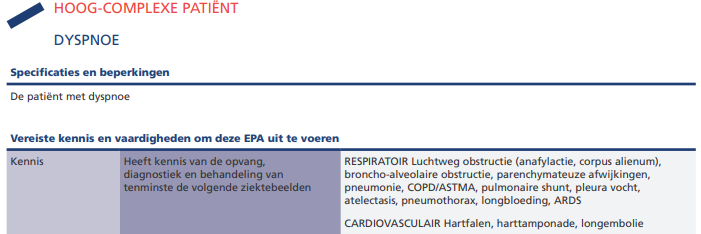 HOOG-COMPLEXE PATIËNT
DYSPNOE
Specificaties en beperkingen
De patiënt met dyspnoe
Vereiste kennis en vaardigheden om deze EPA uit te voeren
Kennis
Heeft kennis van de opvang,
diagnostiek en behandeling van
tenminste de volgende ziektebeelden
RESPIRATOIR Luchtweg obstructie (anafylactie, corpus alienum),
broncho-alveolaire obstructie, parenchymateuze afwijkingen,
pneumonie, COPD/ASTMA, pulmonaire shunt, pleura vocht,
atelectasis, pneumothorax, longbloeding, ARDS
CARDIOVASCULAIR Hartfalen, harttamponade, longembolie